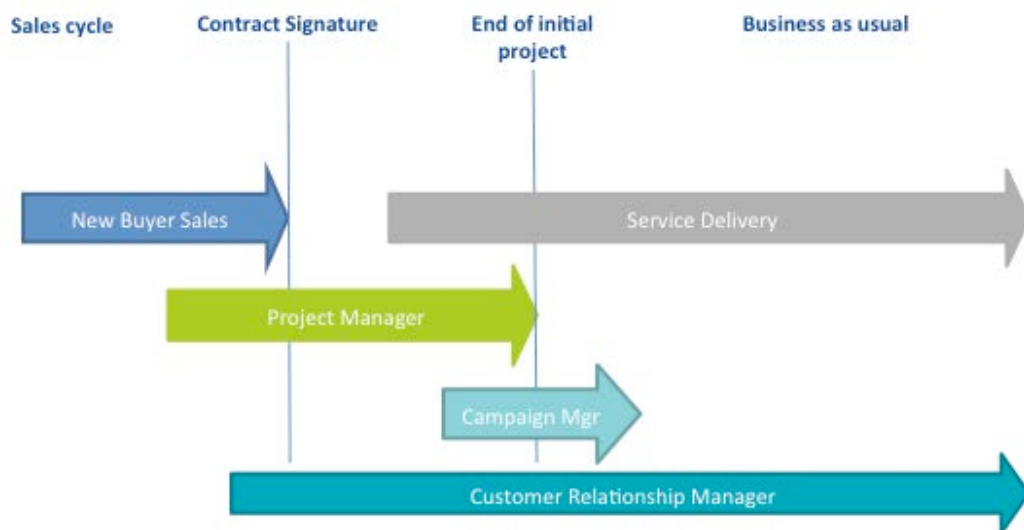 Sales cycle
Contract Signature
End of initial
project
Business as usual
New Buyer Sales
Service Delivery
Project Manager
Campaign Mgr
Customer Relationship Manager